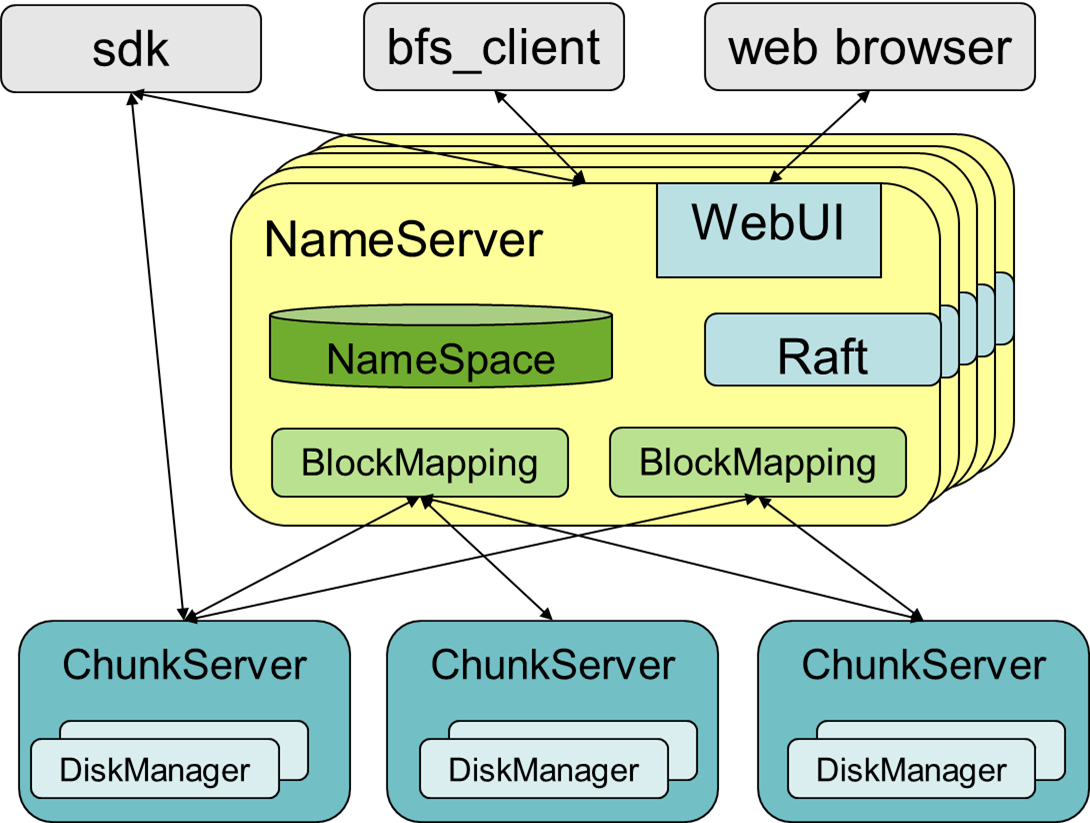 sdk
bfs_client
web browser
WebUI
NameServer
NameSpace
Raft
BlockMapping
BlockMapping
ChunkServer
ChunkServer
ChunkServer
DiskManager
DiskManager
DiskManager